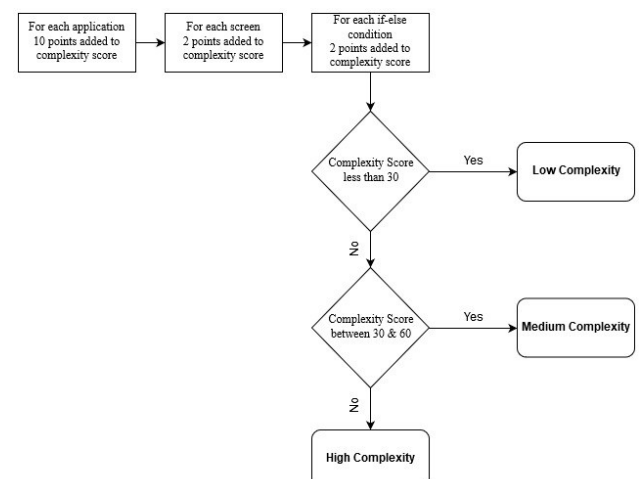 For each application
10 points added to
complexity score
For each screen
2 points added to
complexity score
For each if-else
condition
2 points added to
complexity score
Complexity Score
less than 30
Yes
Low Complexity
No
Complexity Score
between 30 & 60
Yes
Medium Complexity
No
High Complexity